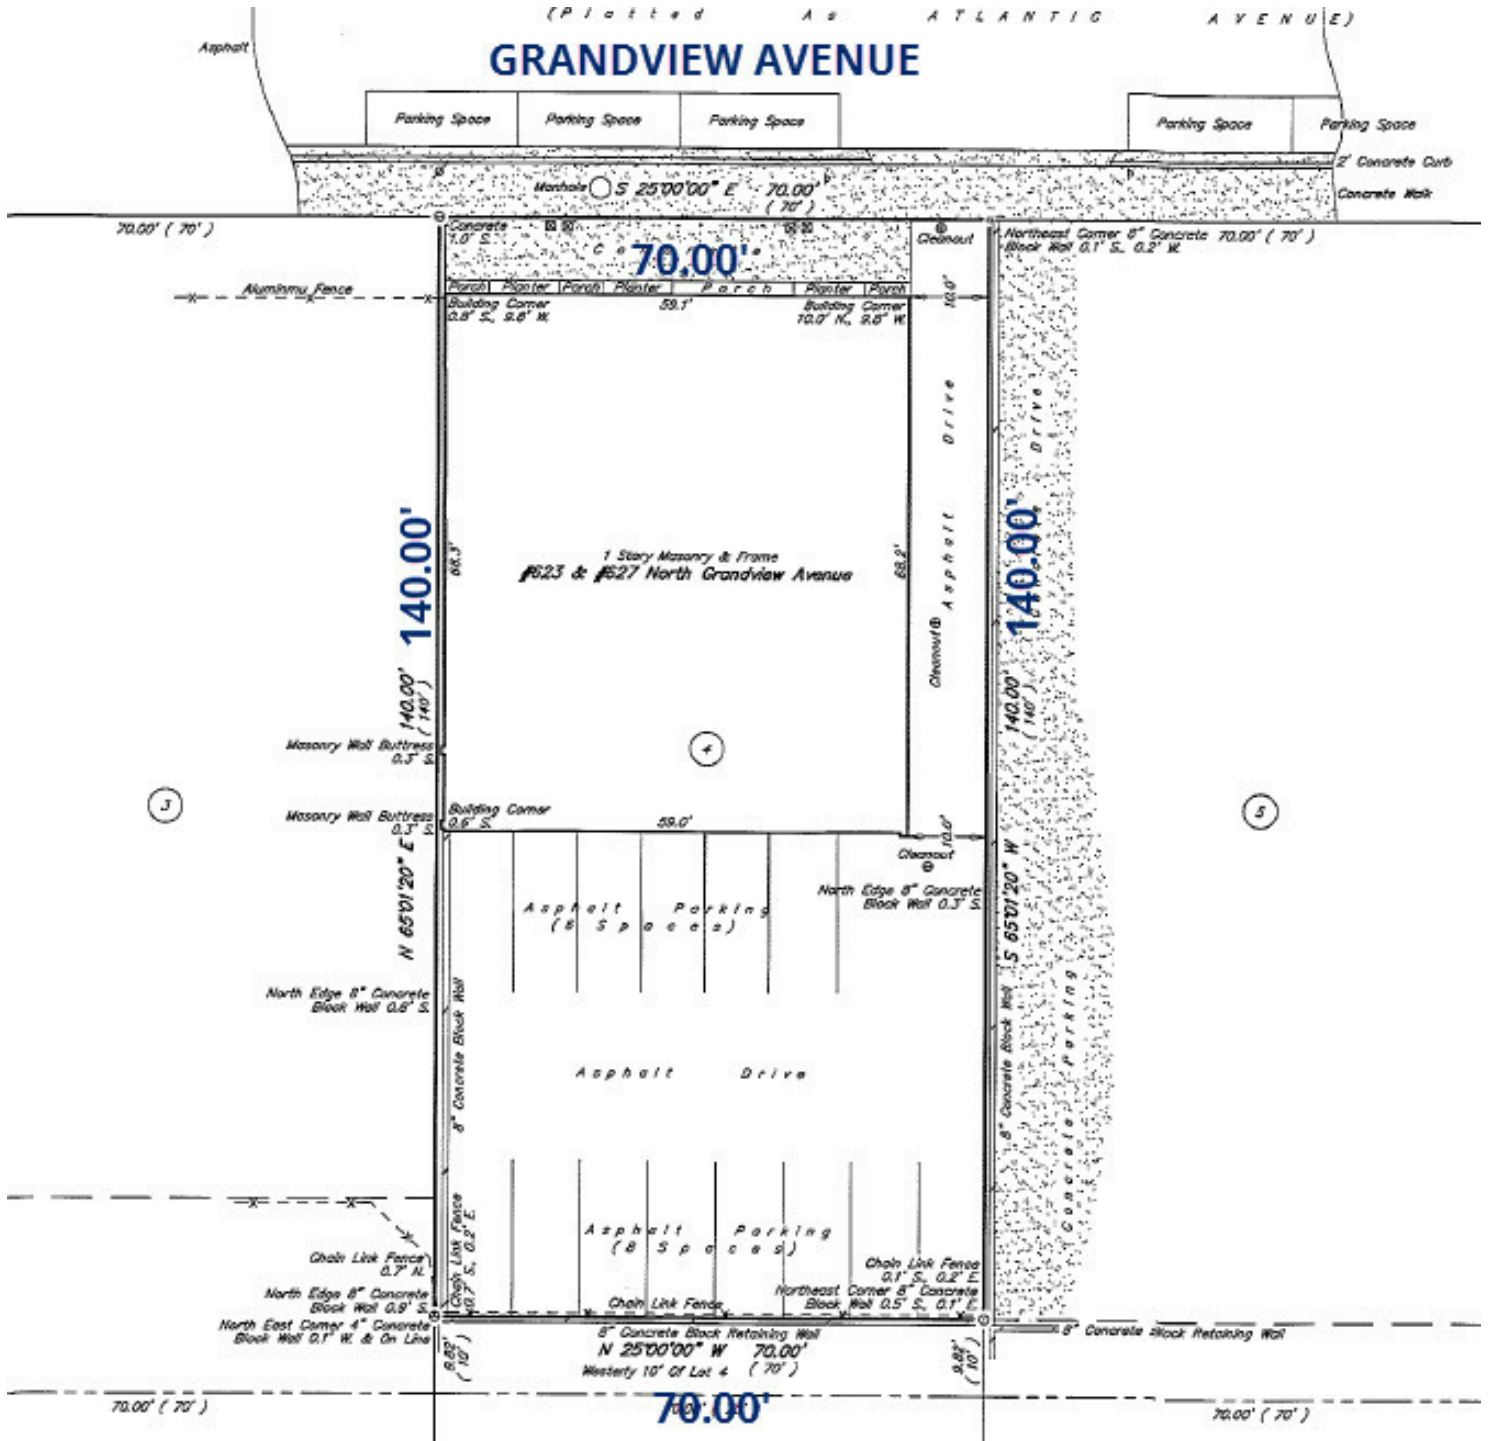 (Platted As ATLANTIC AVENUE)
Asphalt
GRANDVIEW AVENUE
Parking Space
Parking Space
Parking Space
Parking Space
Parking Space
2' Concrete Curb
Manhole
S 25°00'00" E 70.00'
( 70' )
Concrete Walk
70.00' ( 70' )
Concrete
1.0' S.
70.00'
Cleanout
Northeast Corner 8" Concrete 70.00' ( 70' )
Block Wall 0.1' S., 0.2' W.
Aluminmu Fence
Porch Planter Porch Planter Porch Planter Porch
Building Corner
0.8' S., 9.8' W.
59.1'
Building Corner
10.0' N., 9.8' W.
10.0'
Asphalt Drive
Concrete Drive
140.00'
68.3'
1 Story Masonry & Frame
#623 & #627 North Grandview Avenue
68.2'
140.00'
Cleanout
140.00'
( 140' )
140.00'
( 140' )
Masonry Wall Buttress
0.3' S.
4
3
5
Masonry Wall Buttress
0.3' S.
Building Corner
0.6' S.
59.0'
10.0'
Cleanout
N 65°01'20" E
S 65°01'20" W
North Edge 8" Concrete
Block Wall 0.3' S.
Asphalt Parking
(6 Spaces)
North Edge 8" Concrete
Block Wall 0.6' S.
8" Concrete Block Wall
8" Concrete Block Wall
Concrete Parking
Asphalt Drive
Asphalt Parking
(8 Spaces)
Chain Link Fence
0.7' N.
Chain Link Fence
0.7' S., 0.2' E.
Chain Link Fence
0.1' S., 0.2' E.
North Edge 8" Concrete
Block Wall 0.9' S.
Chain Link Fence
Northeast Corner 8" Concrete
Block Wall 0.5' S., 0.1' E.
North East Corner 4" Concrete
Block Wall 0.1' W. & On Line
8" Concrete Block Retaining Wall
8" Concrete Block Retaining Wall
N 25°00'00" W 70.00'
( 70' )
9.82'
( 10' )
9.82'
( 10' )
Westerly 10' Of Lot 4
70.00' ( 70' )
70.00'
70.00' ( 70' )